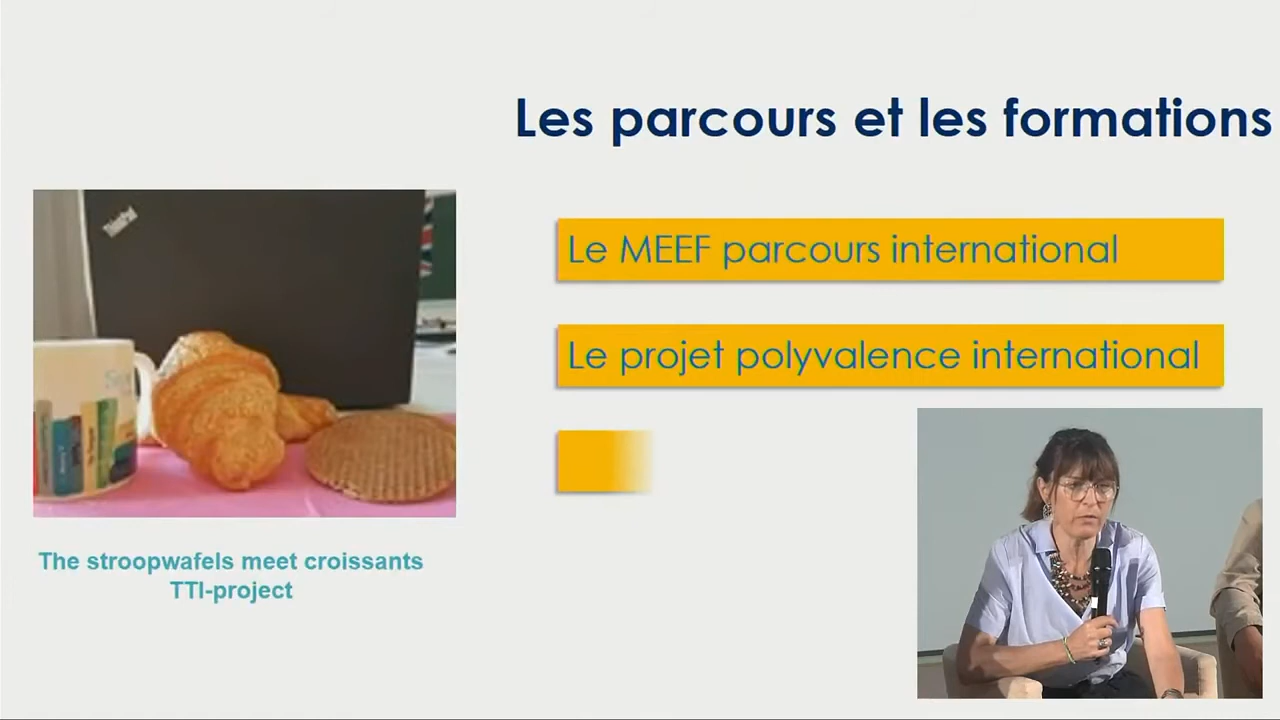 Les parcours et les formations
Le MEEF parcours international
Le projet polyvalence international
ThinkPad
The stroopwafels meet croissants
TTI-project